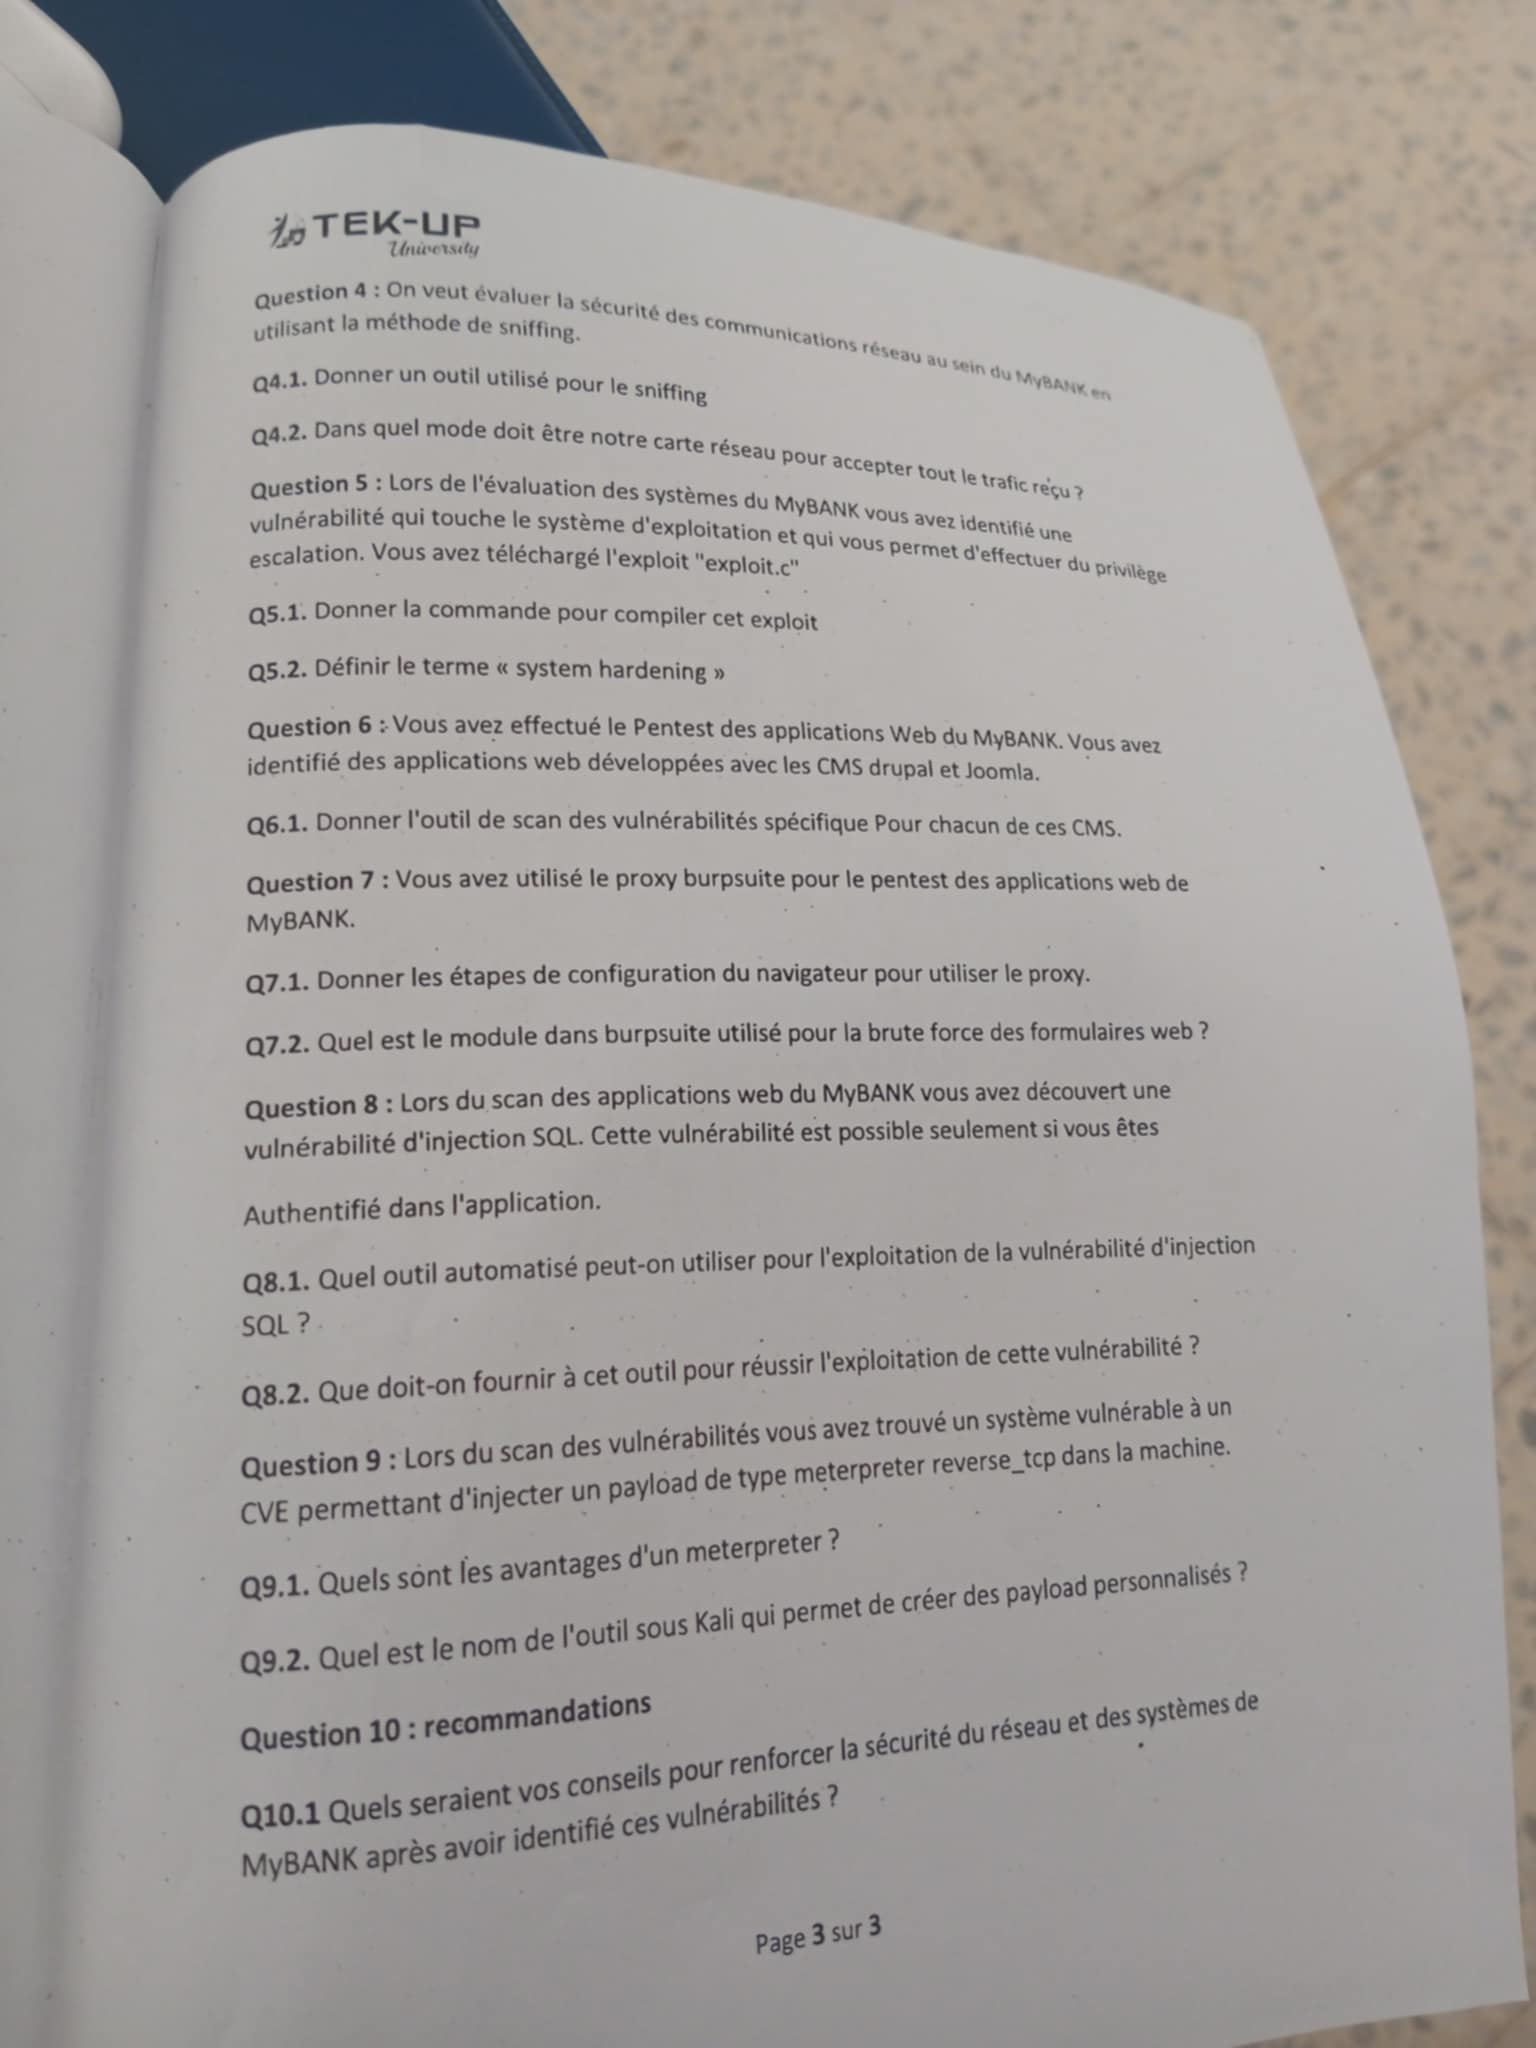 TEK-UP
University
Question 4 : On veut évaluer la sécurité des communications réseau au sein du MyBANK en
utilisant la méthode de sniffing.
Q4.1. Donner un outil utilisé pour le sniffing
Q4.2. Dans quel mode doit être notre carte réseau pour accepter tout le trafic reçu ?
Question 5 : Lors de l'évaluation des systèmes du MyBANK vous avez identifié une
vulnérabilité qui touche le système d'exploitation et qui vous permet d'effectuer du privilège
escalation. Vous avez téléchargé l'exploit "exploit.c"
Q5.1. Donner la commande pour compiler cet exploit
Q5.2. Définir le terme « system hardening »
Question 6 : Vous avez effectué le Pentest des applications Web du MyBANK. Vous avez
identifié des applications web développées avec les CMS drupal et Joomla.
Q6.1. Donner l'outil de scan des vulnérabilités spécifique Pour chacun de ces CMS.
Question 7 : Vous avez utilisé le proxy burpsuite pour le pentest des applications web de
MyBANK.
Q7.1. Donner les étapes de configuration du navigateur pour utiliser le proxy.
Q7.2. Quel est le module dans burpsuite utilisé pour la brute force des formulaires web ?
Question 8 : Lors du scan des applications web du MyBANK vous avez découvert une
vulnérabilité d'injection SQL. Cette vulnérabilité est possible seulement si vous êtes
Authentifié dans l'application.
Q8.1. Quel outil automatisé peut-on utiliser pour l'exploitation de la vulnérabilité d'injection
SQL ?
Q8.2. Que doit-on fournir à cet outil pour réussir l'exploitation de cette vulnérabilité ?
Question 9 : Lors du scan des vulnérabilités vous avez trouvé un système vulnérable à un
CVE permettant d'injecter un payload de type meterpreter reverse_tcp dans la machine.
Q9.1. Quels sont les avantages d'un meterpreter ?
Q9.2. Quel est le nom de l'outil sous Kali qui permet de créer des payload personnalisés ?
Question 10 : recommandations
Q10.1 Quels seraient vos conseils pour renforcer la sécurité du réseau et des systèmes de
MyBANK après avoir identifié ces vulnérabilités ?
Page 3 sur 3